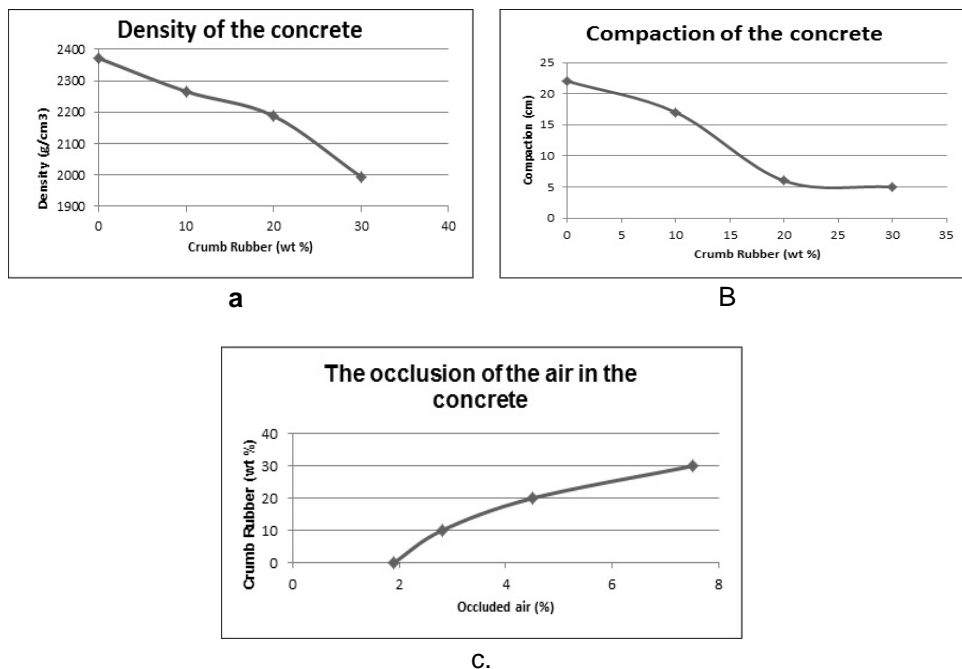 Density of the concrete
2400
2300
2200
2100
2000
1900
Density (g/cm3)
0 10 20 30 40
Crumb Rubber (wt %)
a
Compaction of the concrete
25
20
15
10
5
0
Compaction (cm)
0 5 10 15 20 25 30 35
Crumb Rubber (wt %)
B
The occlusion of the air in the
concrete
40
30
20
10
0
Crumb Rubber (wt %)
0 2 4 6 8
Occluded air (%)
c.